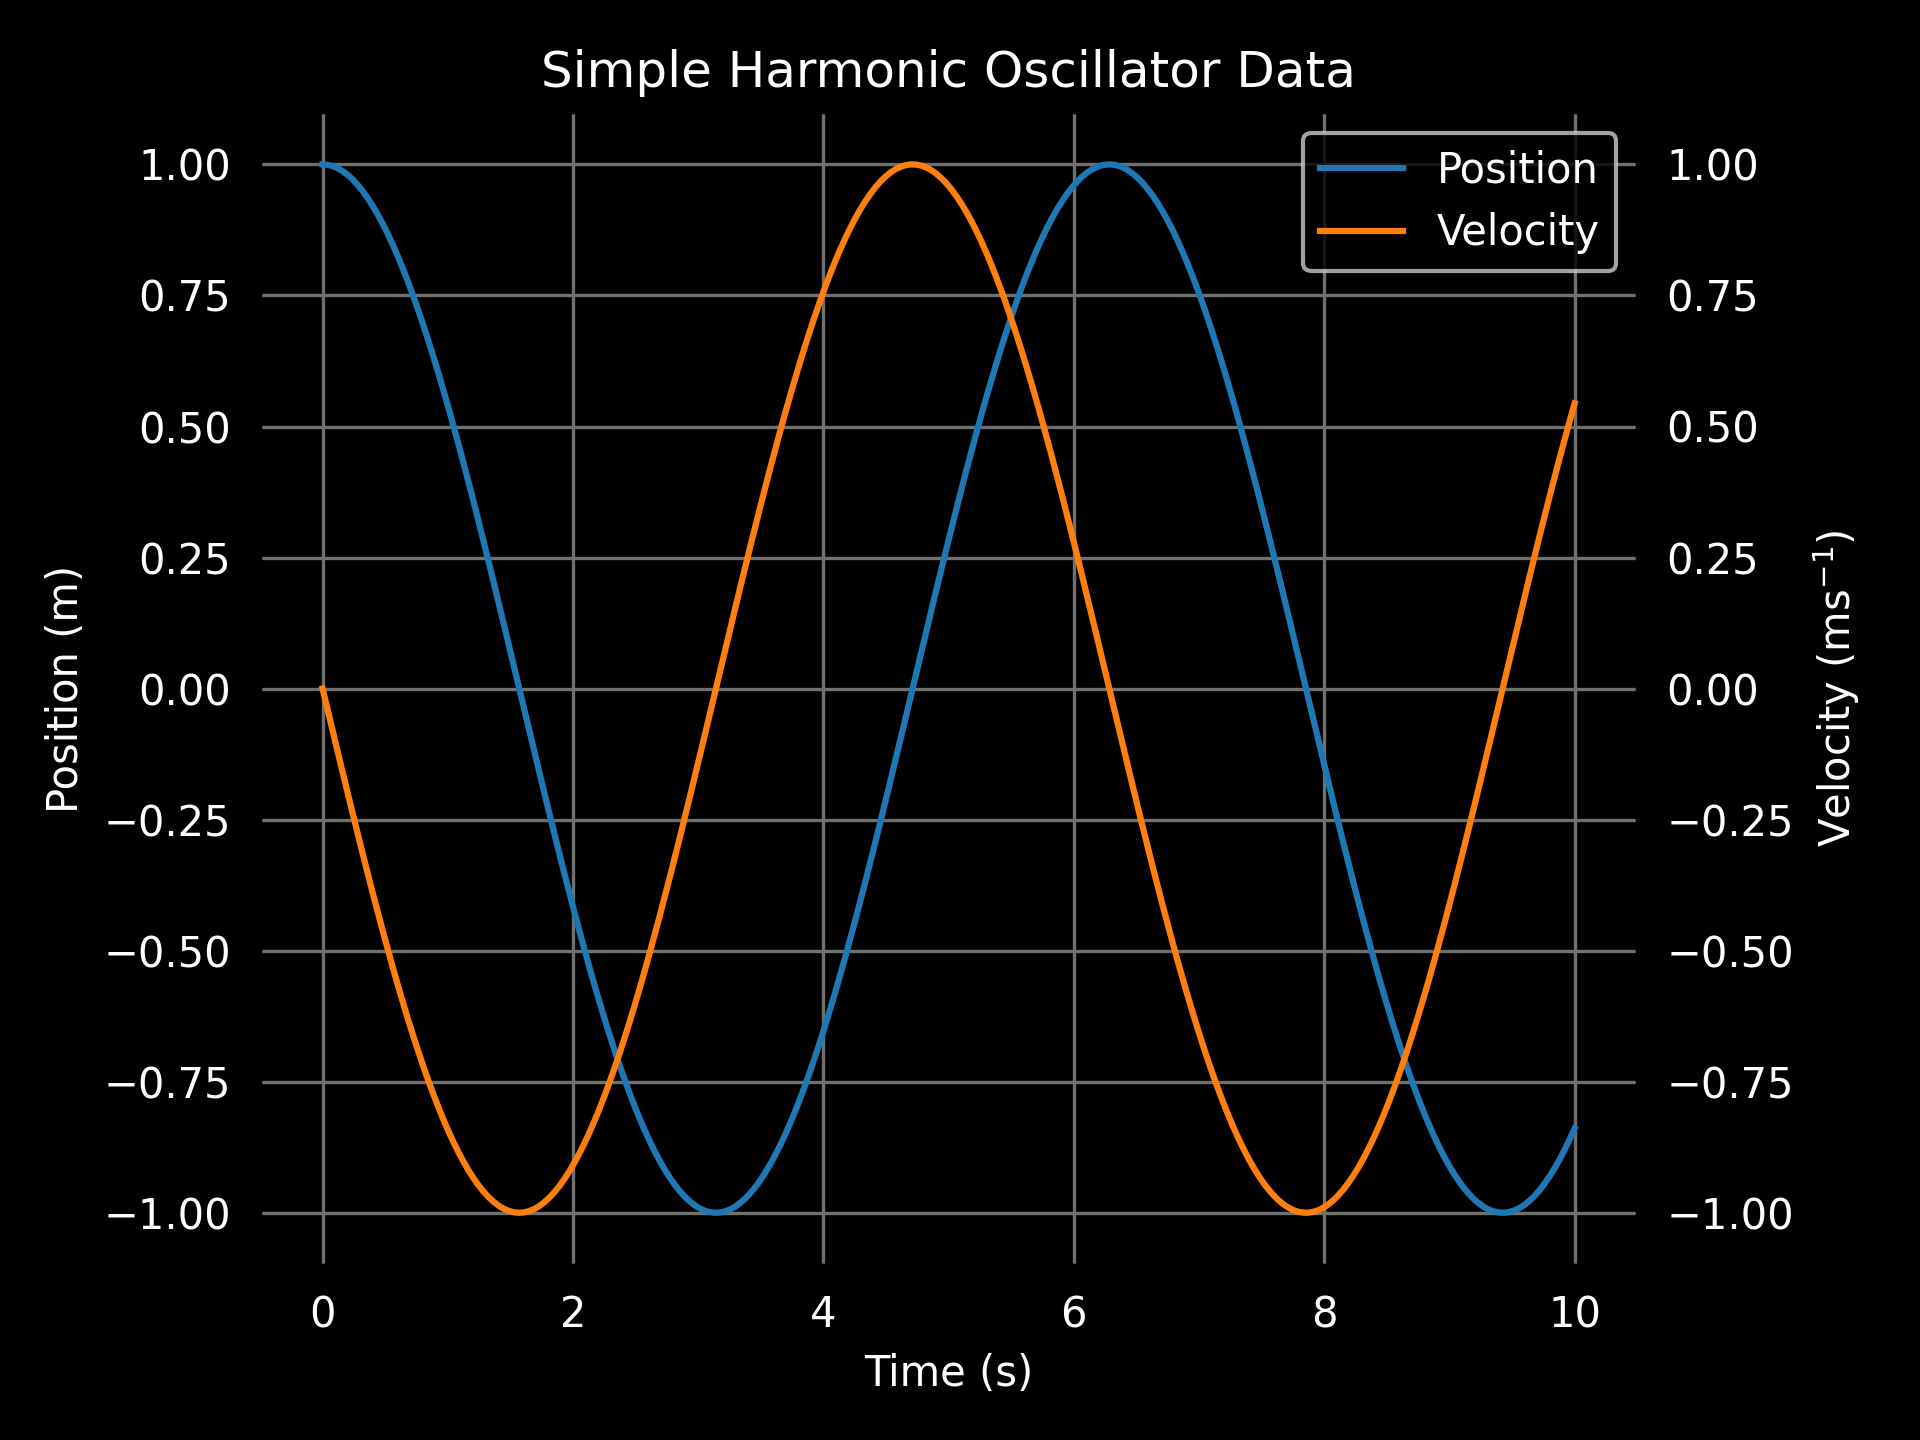 Simple Harmonic Oscillator Data
Position
Velocity
1.00
0.75
0.50
0.25
0.00
−0.25
−0.50
−0.75
−1.00
Position (m)
1.00
0.75
0.50
0.25
0.00
−0.25
−0.50
−0.75
−1.00
Velocity (ms⁻¹)
0 2 4 6 8 10
Time (s)